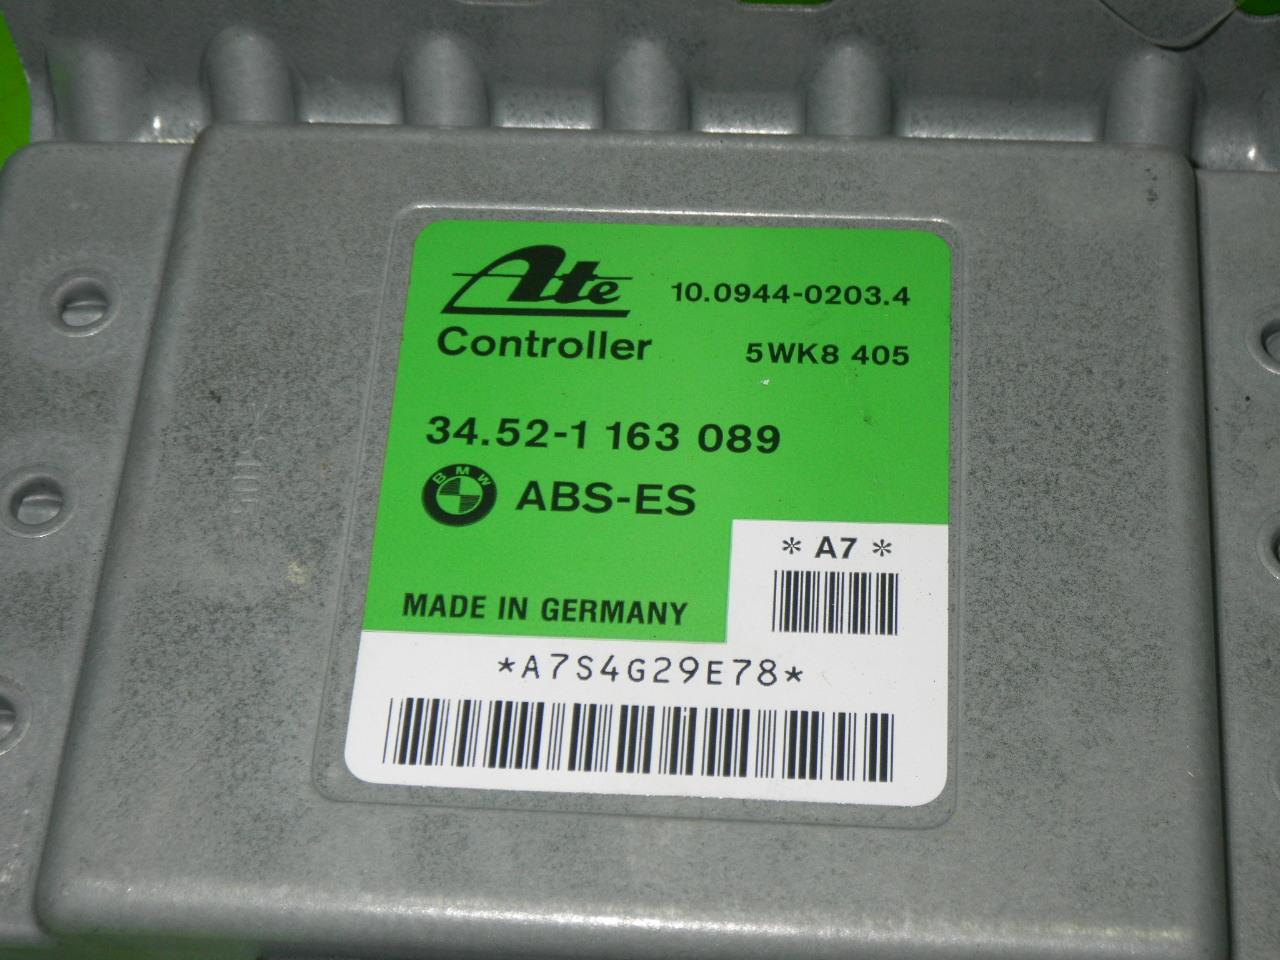 Ate 10.0944-0203.4
Controller 5WK8 405
34.52-1 163 089
BMW ABS-ES
* A7 *
MADE IN GERMANY
*A7S4G29E78*